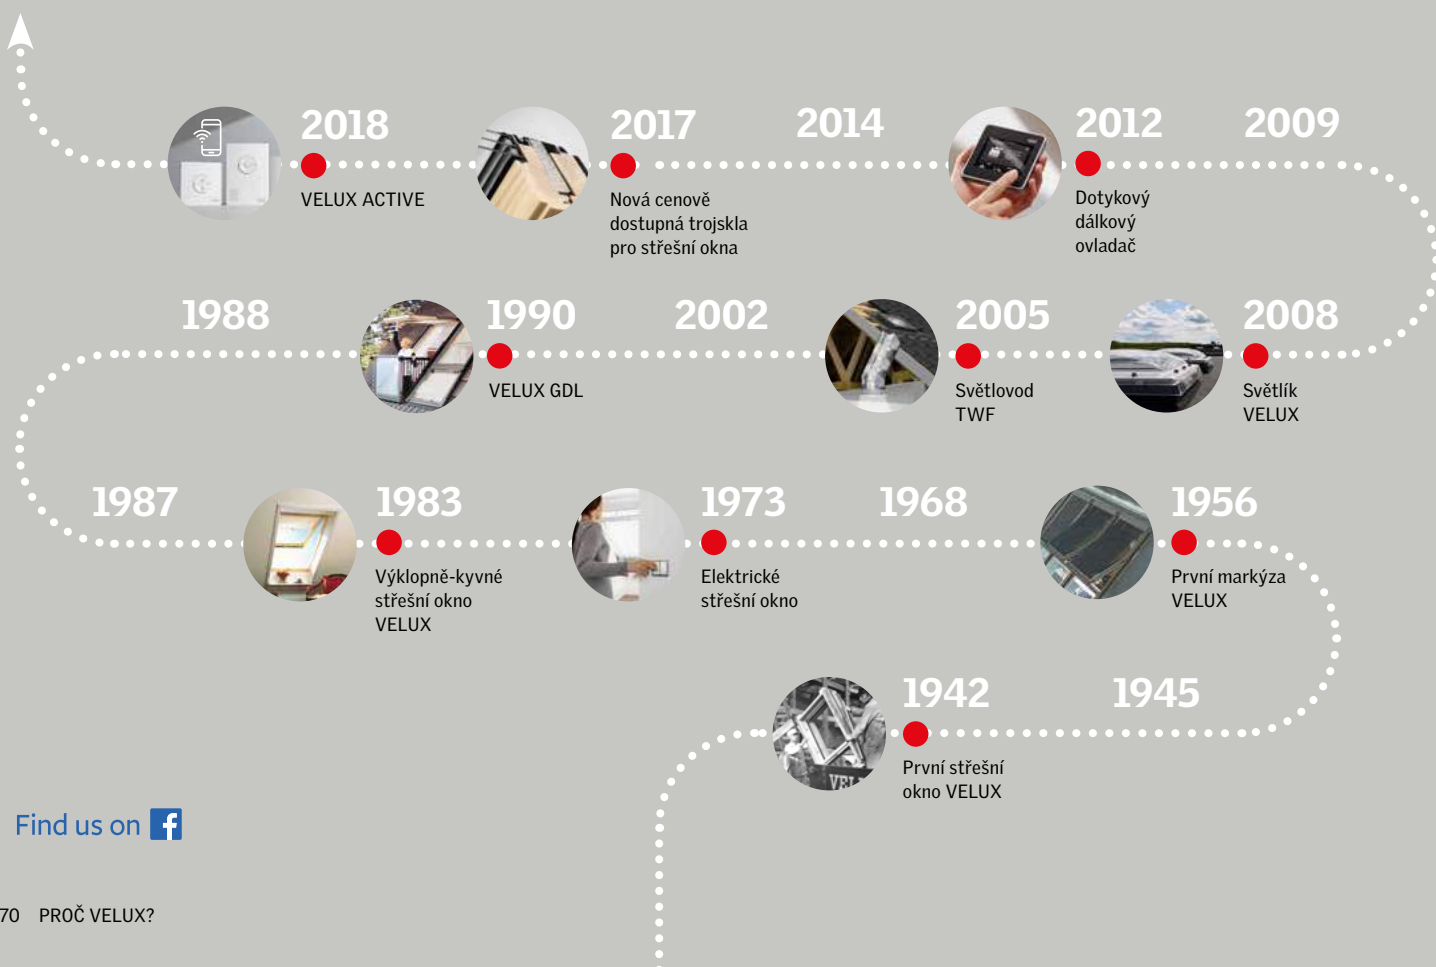 2018
2017
2014
2012
2009
VELUX ACTIVE
Nová cenově
dostupná trojskla
pro střešní okna
Dotykový
dálkový
ovladač
1988
1990
2002
2005
2008
VELUX GDL
Světlovod
TWF
Světlík
VELUX
1987
1983
1973
1968
1956
Výklopně-kyvné
střešní okno
VELUX
Elektrické
střešní okno
První markýza
VELUX
1942
1945
První střešní
okno VELUX
VEL
Find us on f
70 PROČ VELUX?